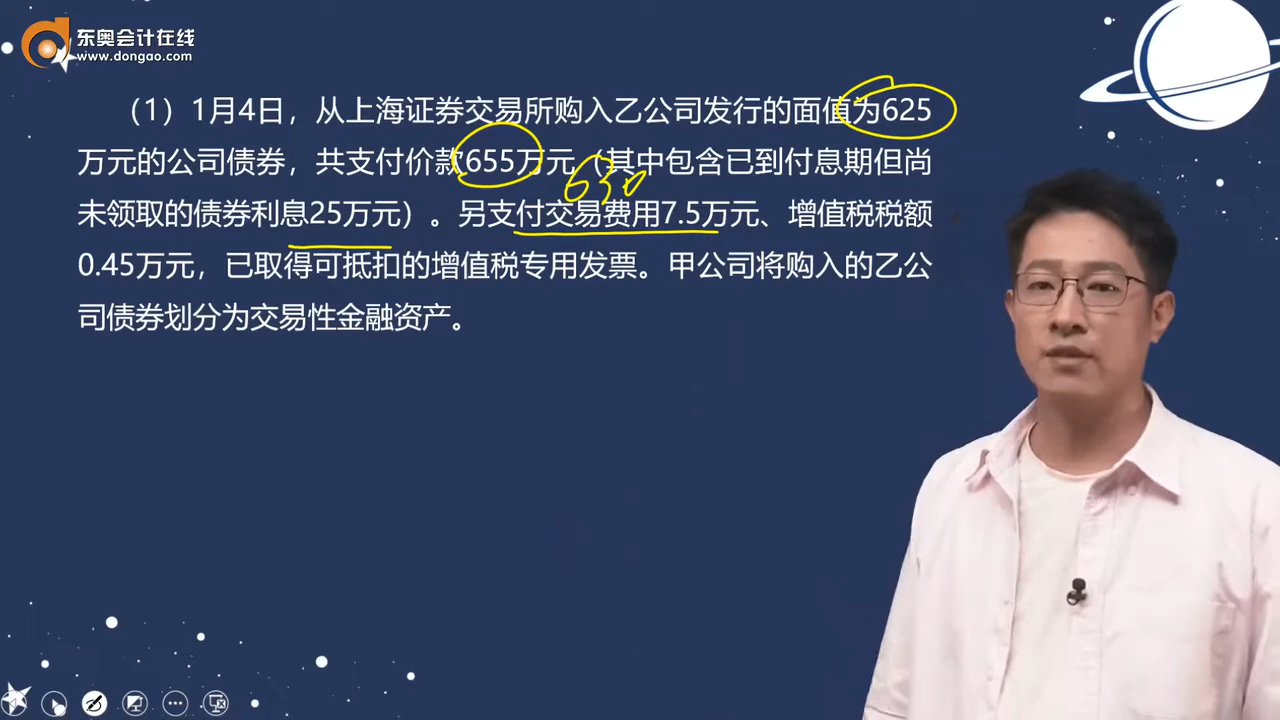 东奥会计在线
www.dongao.com
（1）1月4日，从上海证券交易所购入乙公司发行的面值为625
万元的公司债券，共支付价款655万元（其中包含已到付息期但尚
630
未领取的债券利息25万元）。另支付交易费用7.5万元、增值税税额
0.45万元，已取得可抵扣的增值税专用发票。甲公司将购入的乙公
司债券划分为交易性金融资产。